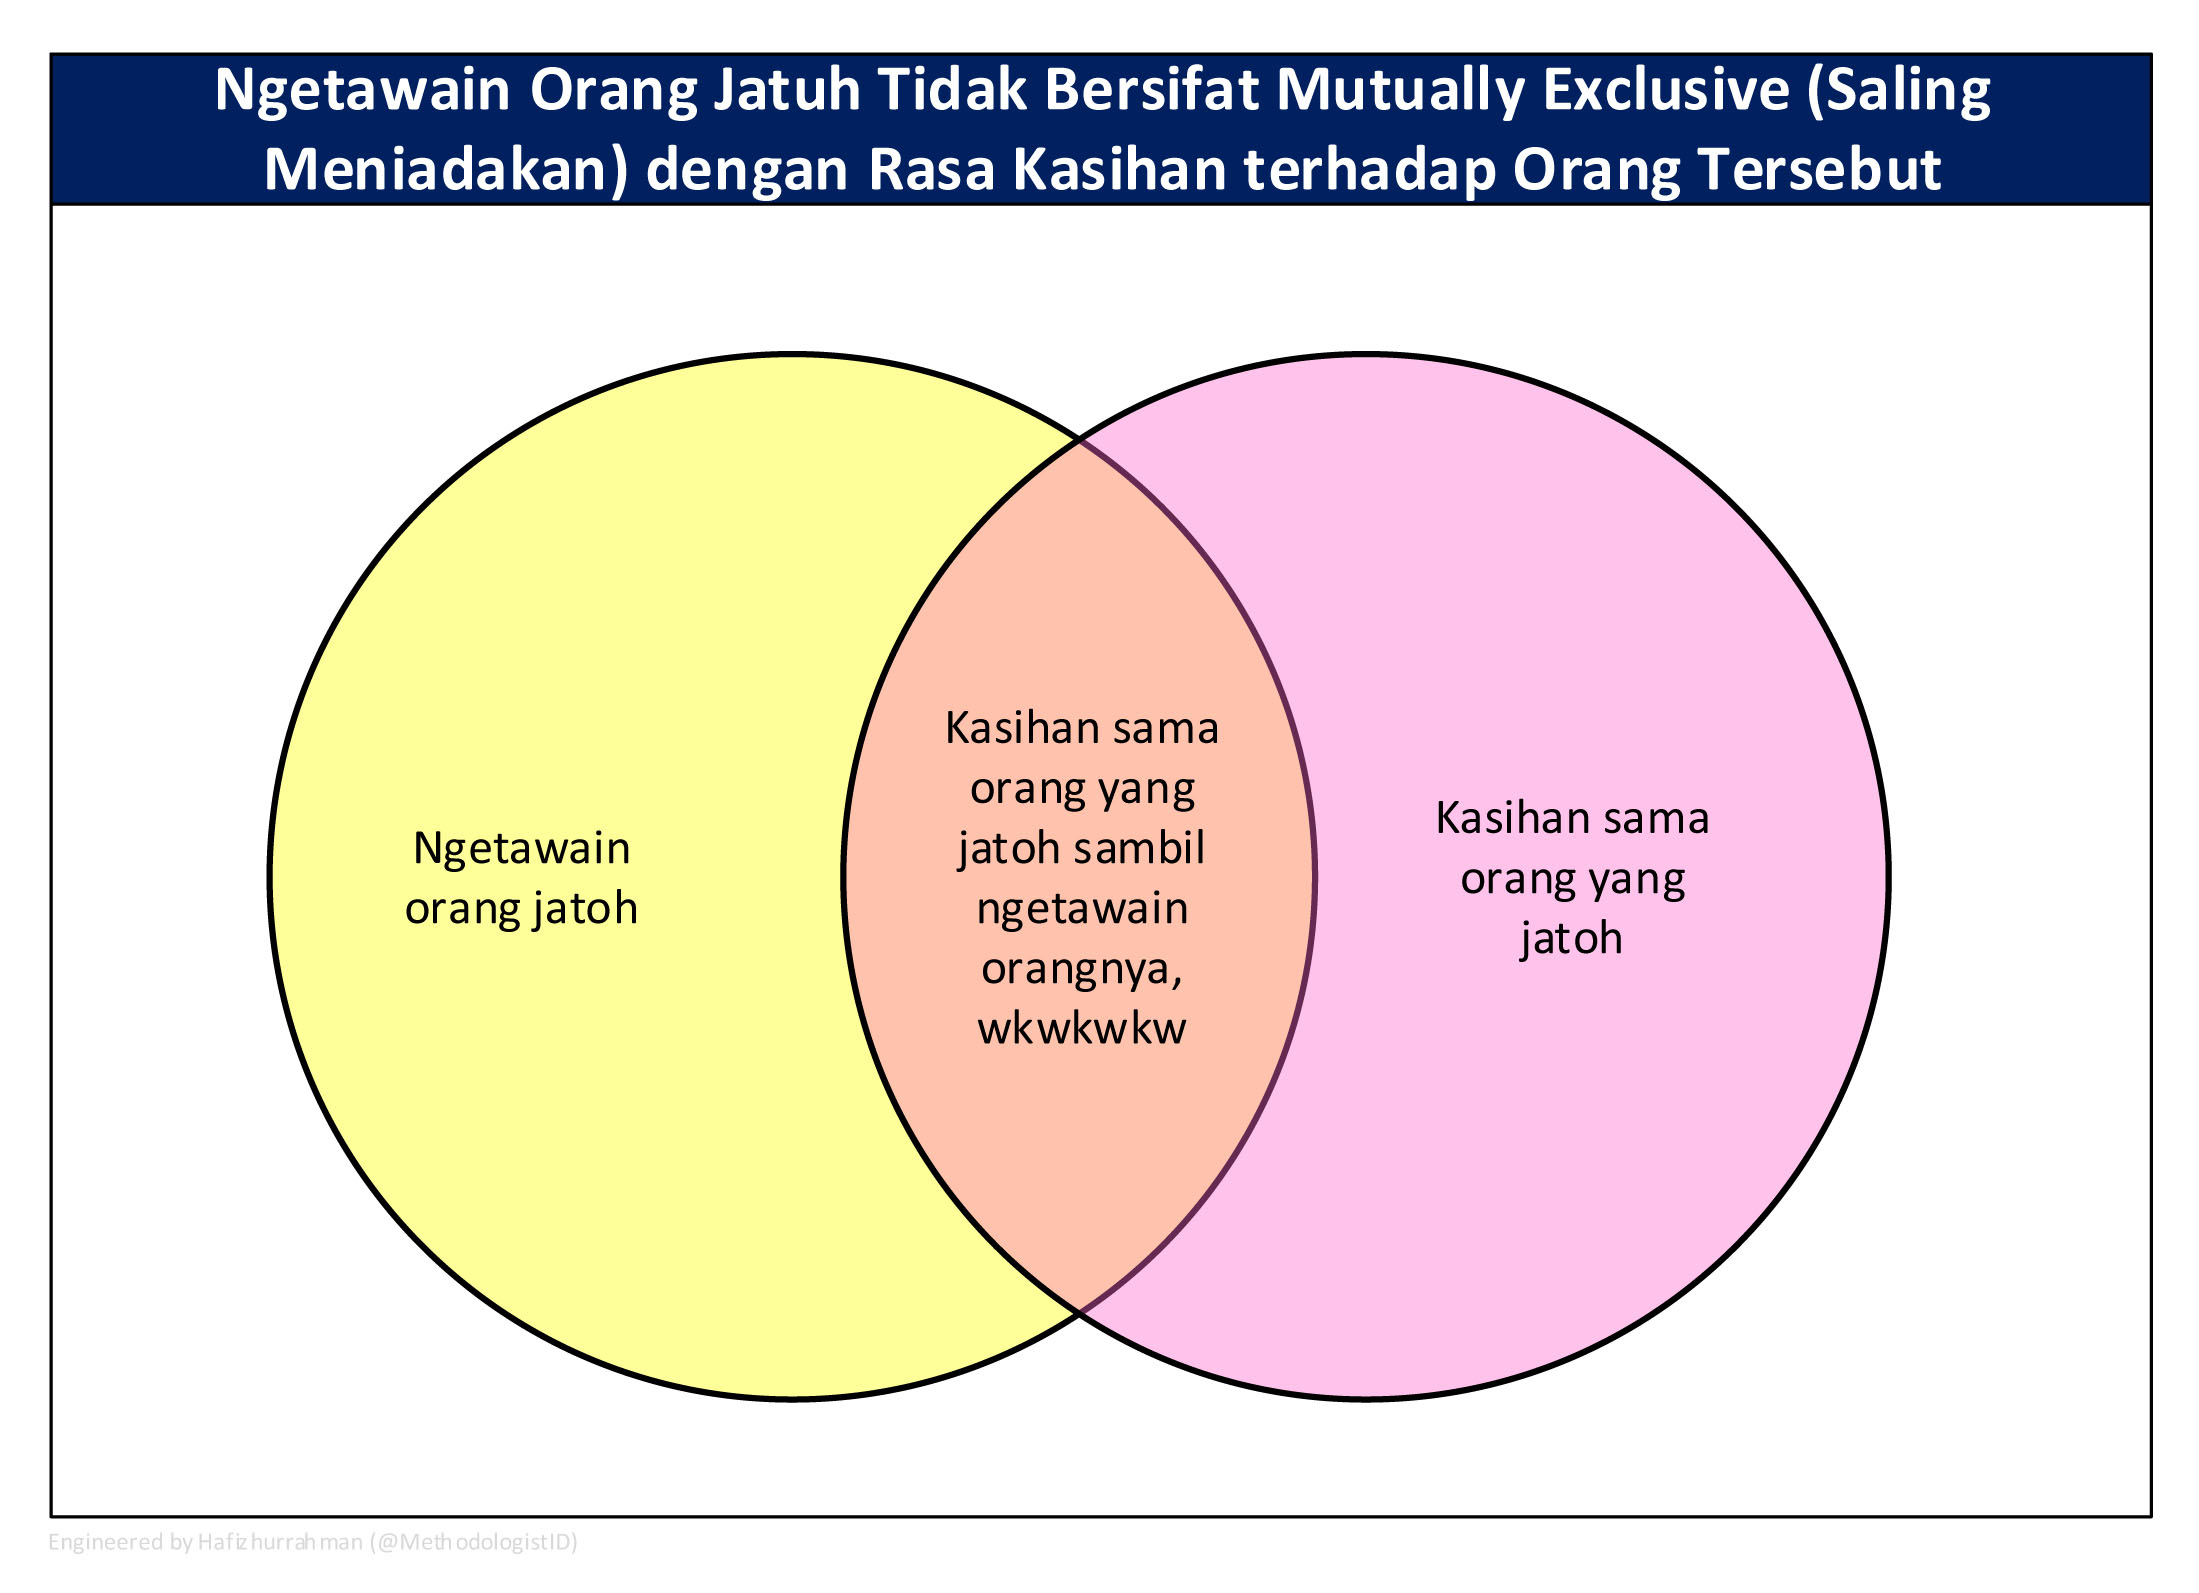 Ngetawain Orang Jatuh Tidak Bersifat Mutually Exclusive (Saling
Meniadakan) dengan Rasa Kasihan terhadap Orang Tersebut
Ngetawain
orang jatoh
Kasihan sama
orang yang
jatoh sambil
ngetawain
orangnya,
wkwkwkw
Kasihan sama
orang yang
jatoh
Engineered by Hafizhurrahman (@MethodologistID)